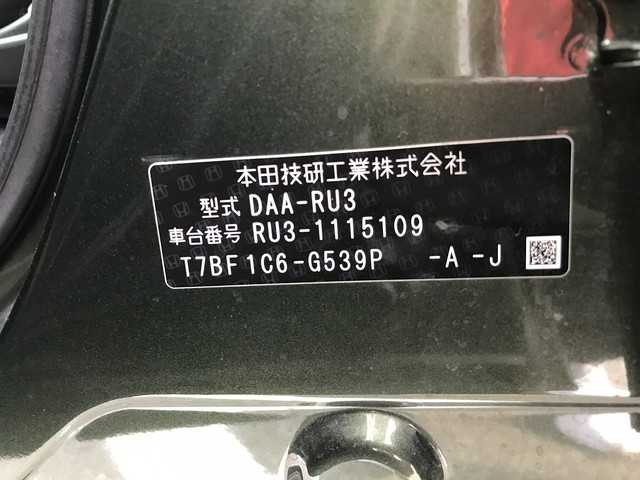 本田技研工業株式会社
型式 DAA-RU3
車台番号 RU3-1115109
T7BF1C6-G539P -A -J